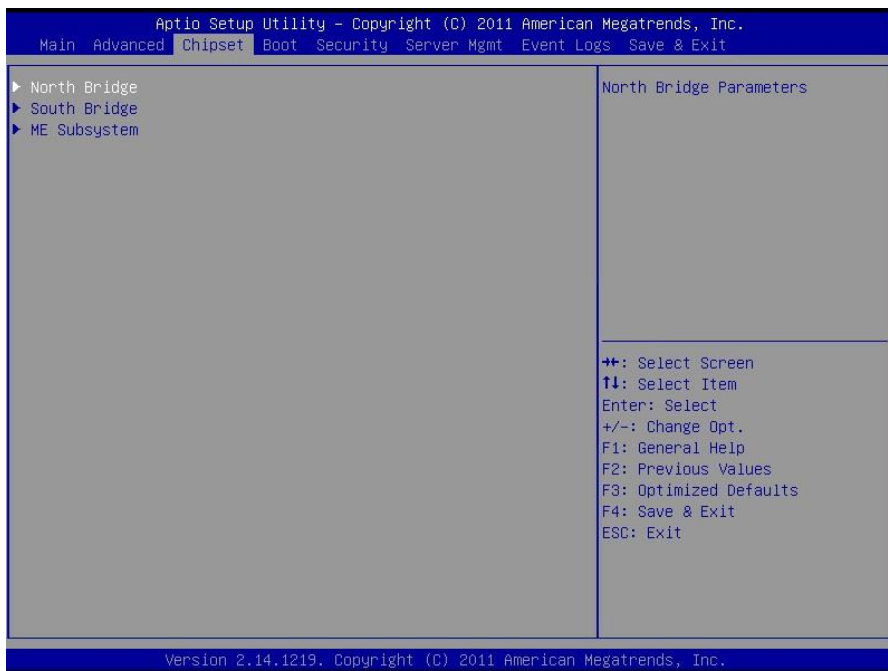 Aptio Setup Utility – Copyright (C) 2011 American Megatrends, Inc.
Main Advanced Chipset Boot Security Server Mgmt Event Logs Save & Exit
▶ North Bridge
▶ South Bridge
▶ ME Subsystem
North Bridge Parameters
→←: Select Screen
↑↓: Select Item
Enter: Select
+/-: Change Opt.
F1: General Help
F2: Previous Values
F3: Optimized Defaults
F4: Save & Exit
ESC: Exit
Version 2.14.1219. Copyright (C) 2011 American Megatrends, Inc.